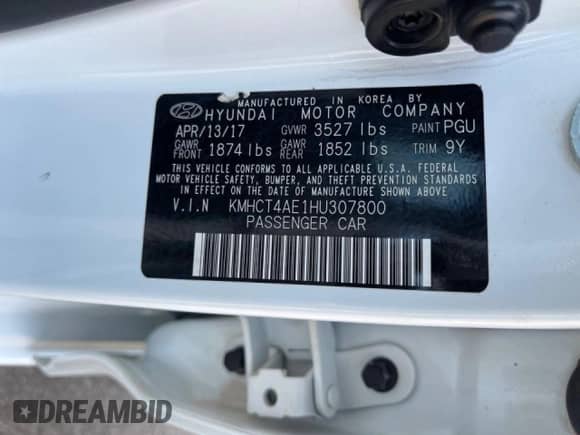 MANUFACTURED IN KOREA BY
HYUNDAI MOTOR COMPANY
APR/13/17 GVWR 3527 lbs PAINT PGU
GAWR FRONT 1874 lbs GAWR REAR 1852 lbs TRIM 9Y
THIS VEHICLE CONFORMS TO ALL APPLICABLE U.S.A. FEDERAL
MOTOR VEHICLE SAFETY, BUMPER, AND THEFT PREVENTION STANDARDS
IN EFFECT ON THE DATE OF MANUFACTURE SHOWN ABOVE.
V.I.N KMHCT4AE1HU307800
PASSENGER CAR
DREAMBID